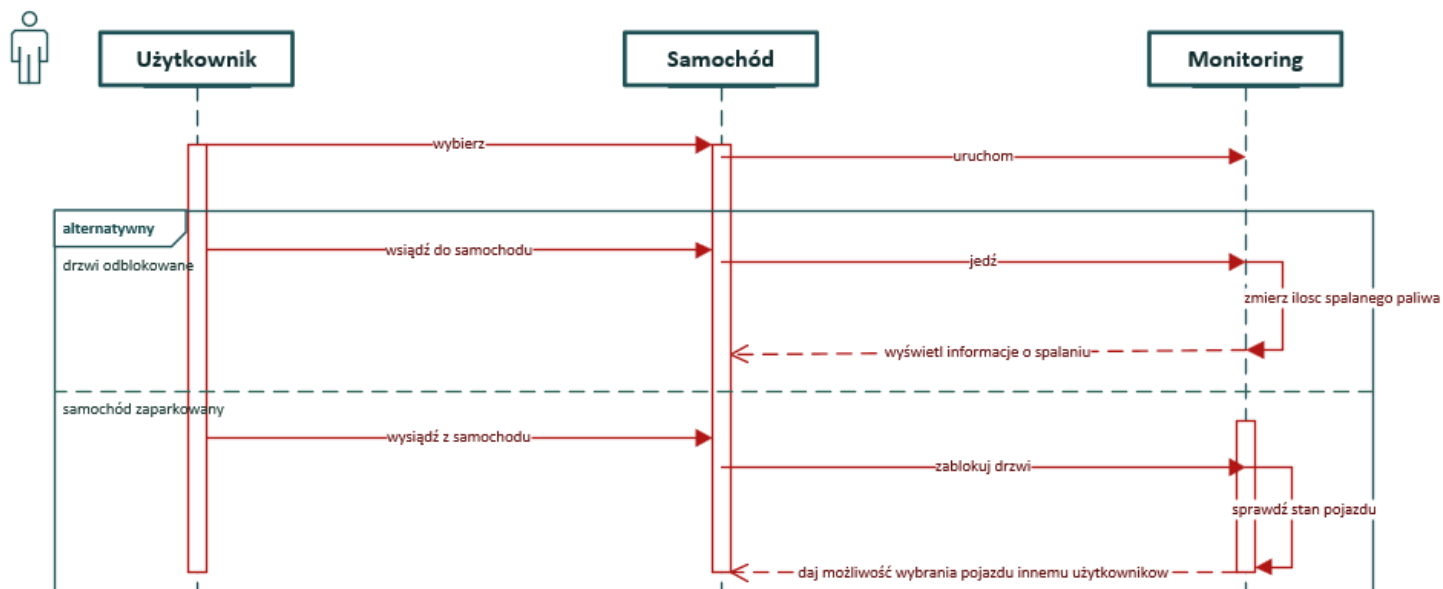 Użytkownik
Samochód
Monitoring
wybierz
uruchom
alternatywny
drzwi odblokowane
wsiądź do samochodu
jedź
zmierz ilosc spalanego paliwa
wyświetl informacje o spalaniu
samochód zaparkowany
wysiądź z samochodu
zablokuj drzwi
sprawdź stan pojazdu
daj możliwość wybrania pojazdu innemu użytkownikow